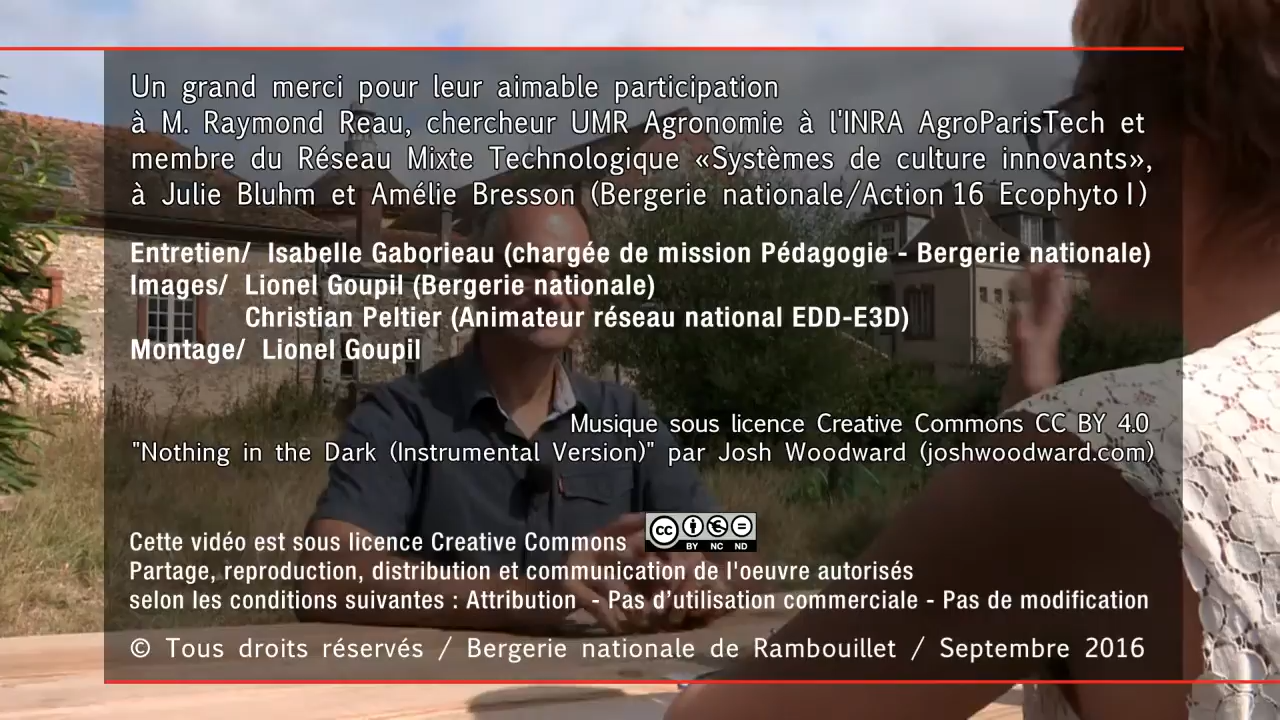 Un grand merci pour leur aimable participation
à M. Raymond Reau, chercheur UMR Agronomie à l'INRA AgroParisTech et
membre du Réseau Mixte Technologique «Systèmes de culture innovants»,
à Julie Bluhm et Amélie Bresson (Bergerie nationale/Action 16 Ecophyto I)
Entretien/ Isabelle Gaborieau (chargée de mission Pédagogie - Bergerie nationale)
Images/ Lionel Goupil (Bergerie nationale)
Christian Peltier (Animateur réseau national EDD-E3D)
Montage/ Lionel Goupil
Musique sous licence Creative Commons CC BY 4.0
"Nothing in the Dark (Instrumental Version)" par Josh Woodward (joshwoodward.com)
Cette vidéo est sous licence Creative Commons cc BY NC ND
Partage, reproduction, distribution et communication de l'oeuvre autorisés
selon les conditions suivantes : Attribution - Pas d’utilisation commerciale - Pas de modification
© Tous droits réservés / Bergerie nationale de Rambouillet / Septembre 2016